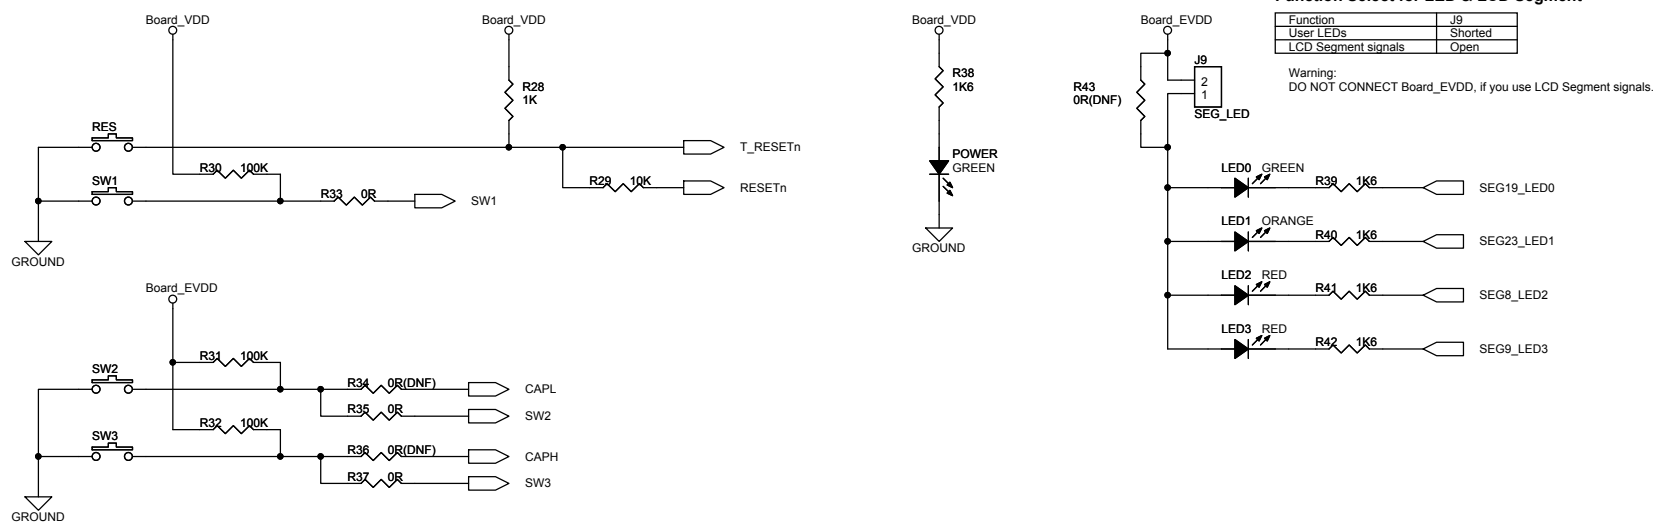 Function Select for LED & LCD Segment
Function J9
User LEDs Shorted
LCD Segment signals Open
Warning:
DO NOT CONNECT Board_EVDD, if you use LCD Segment signals.
Board_VDD
Board_VDD
R28
1K
RES
T_RESETn
R30 100K
R29 10K
RESETn
SW1
R33 0R
SW1
GROUND
Board_EVDD
R31 100K
SW2
R34 0R(DNF)
CAPL
R35 0R
SW2
R32 100K
SW3
R36 0R(DNF)
CAPH
R37 0R
SW3
GROUND
Board_VDD
R38
1K6
POWER
GREEN
GROUND
Board_EVDD
J9
R43
0R(DNF)
2
1
SEG_LED
LED0 GREEN
R39 1K6
SEG19_LED0
LED1 ORANGE
R40 1K6
SEG23_LED1
LED2 RED
R41 1K6
SEG8_LED2
LED3 RED
R42 1K6
SEG9_LED3